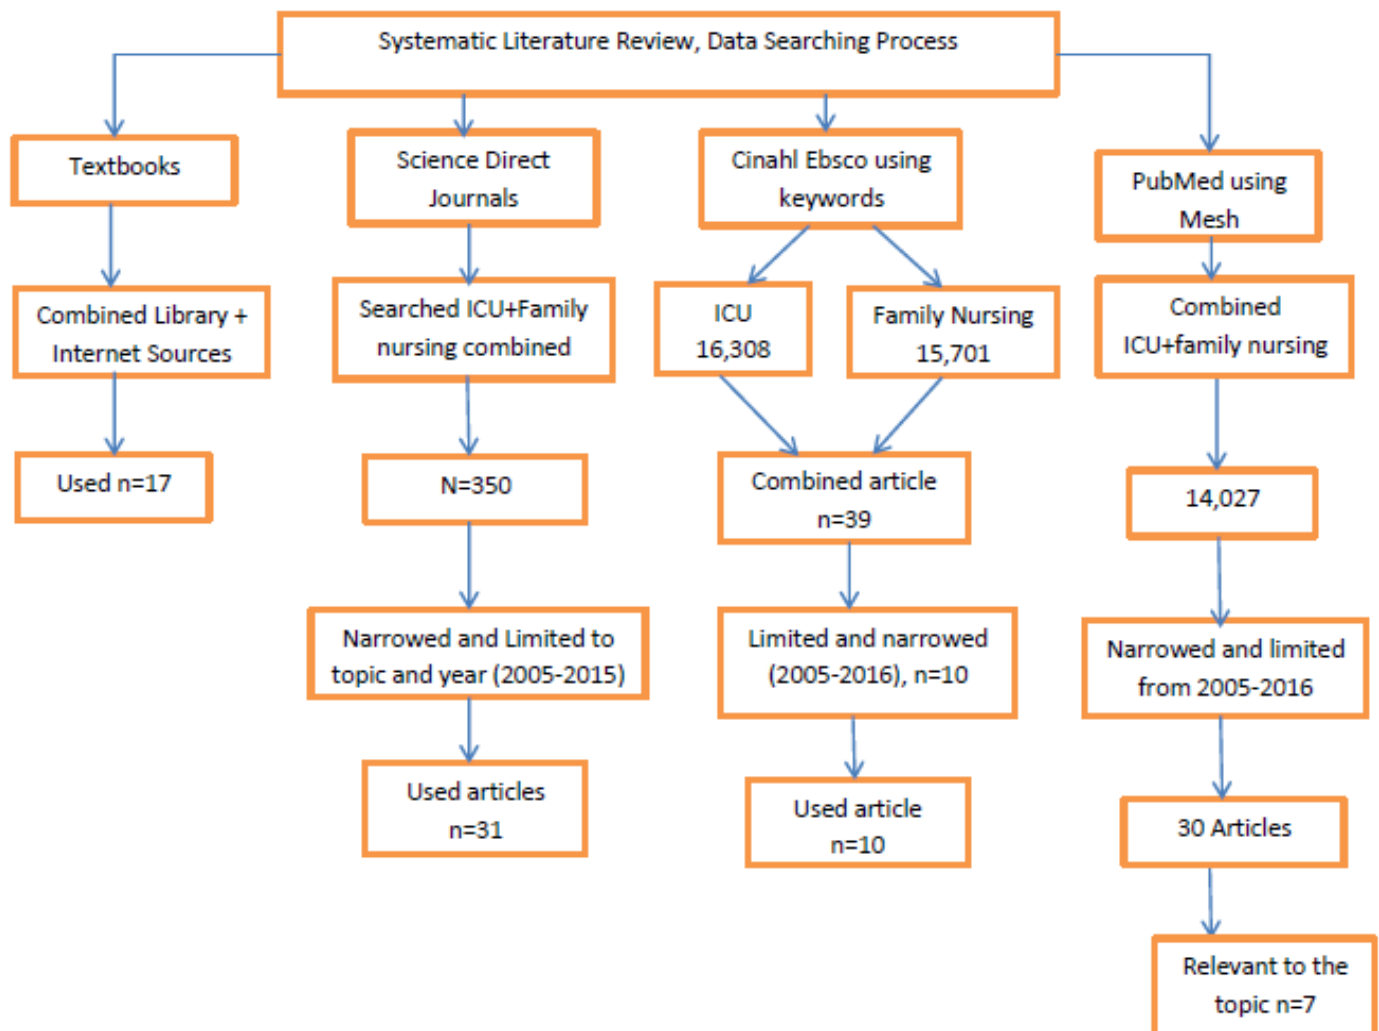 Systematic Literature Review, Data Searching Process
Textbooks
Combined Library +
Internet Sources
Used n=17
Science Direct
Journals
Searched ICU+Family
nursing combined
N=350
Narrowed and Limited to
topic and year (2005-2015)
Used articles
n=31
Cinahl Ebsco using
keywords
ICU
16,308
Family Nursing
15,701
Combined article
n=39
Limited and narrowed
(2005-2016), n=10
Used article
n=10
PubMed using
Mesh
Combined
ICU+family nursing
14,027
Narrowed and limited
from 2005-2016
30 Articles
Relevant to the
topic n=7